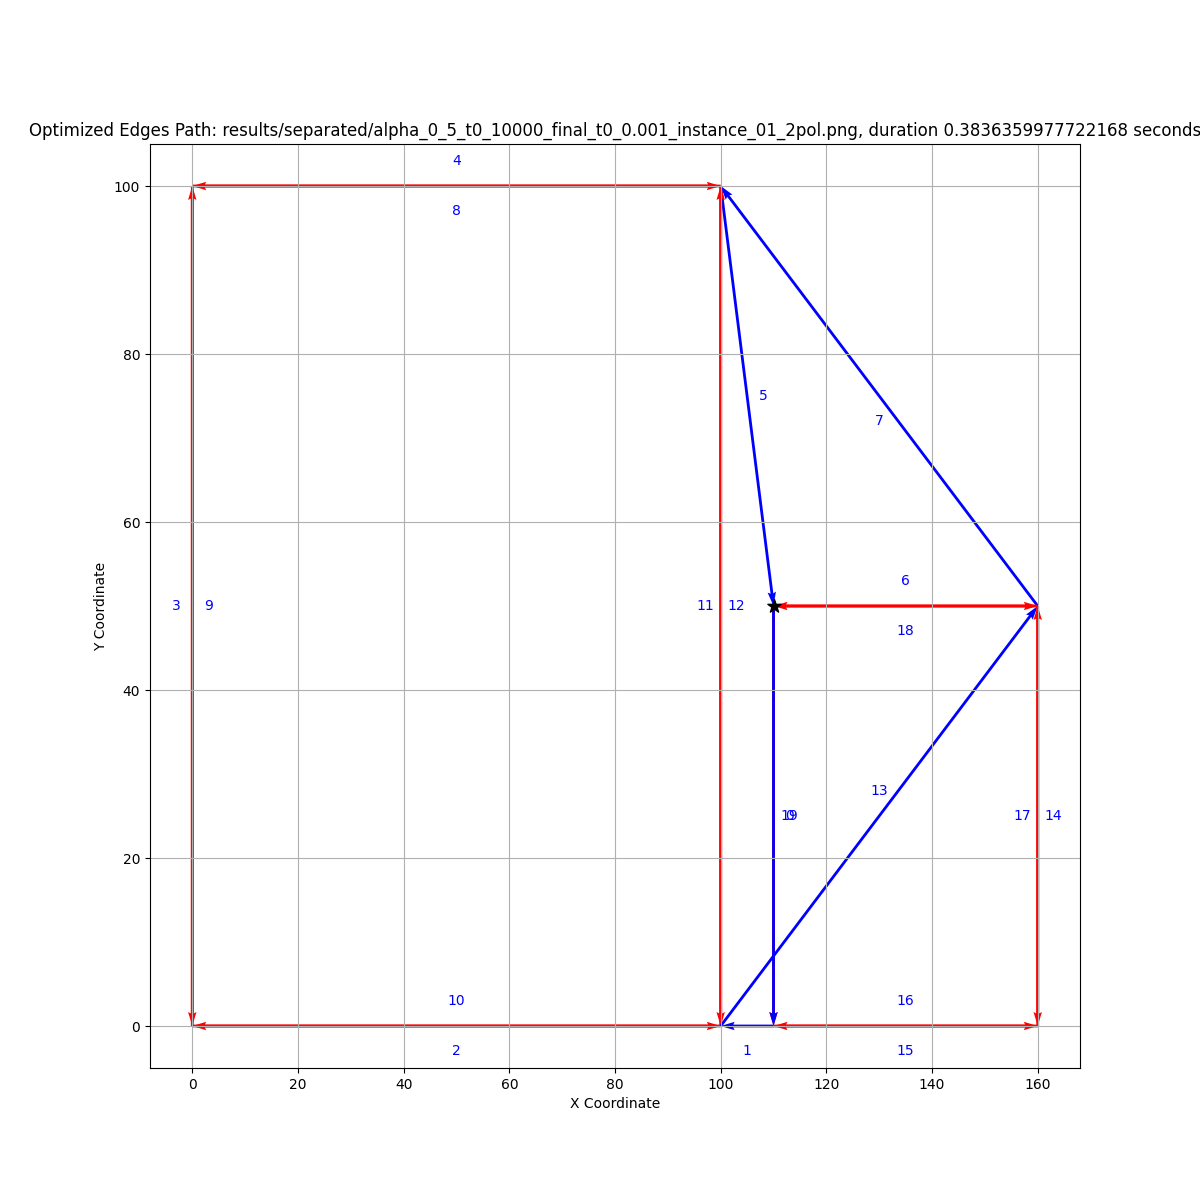 Optimized Edges Path: results/separated/alpha_0_5_t0_10000_final_t0_0.001_instance_01_2pol.png, duration 0.3836359977722168 seconds
4
100
8
80
5
7
60
6
3 9 11 12
18
Y Coordinate
40
13
19
0
17 14
20
10 16
0
2 1 15
0 20 40 60 80 100 120 140 160
X Coordinate